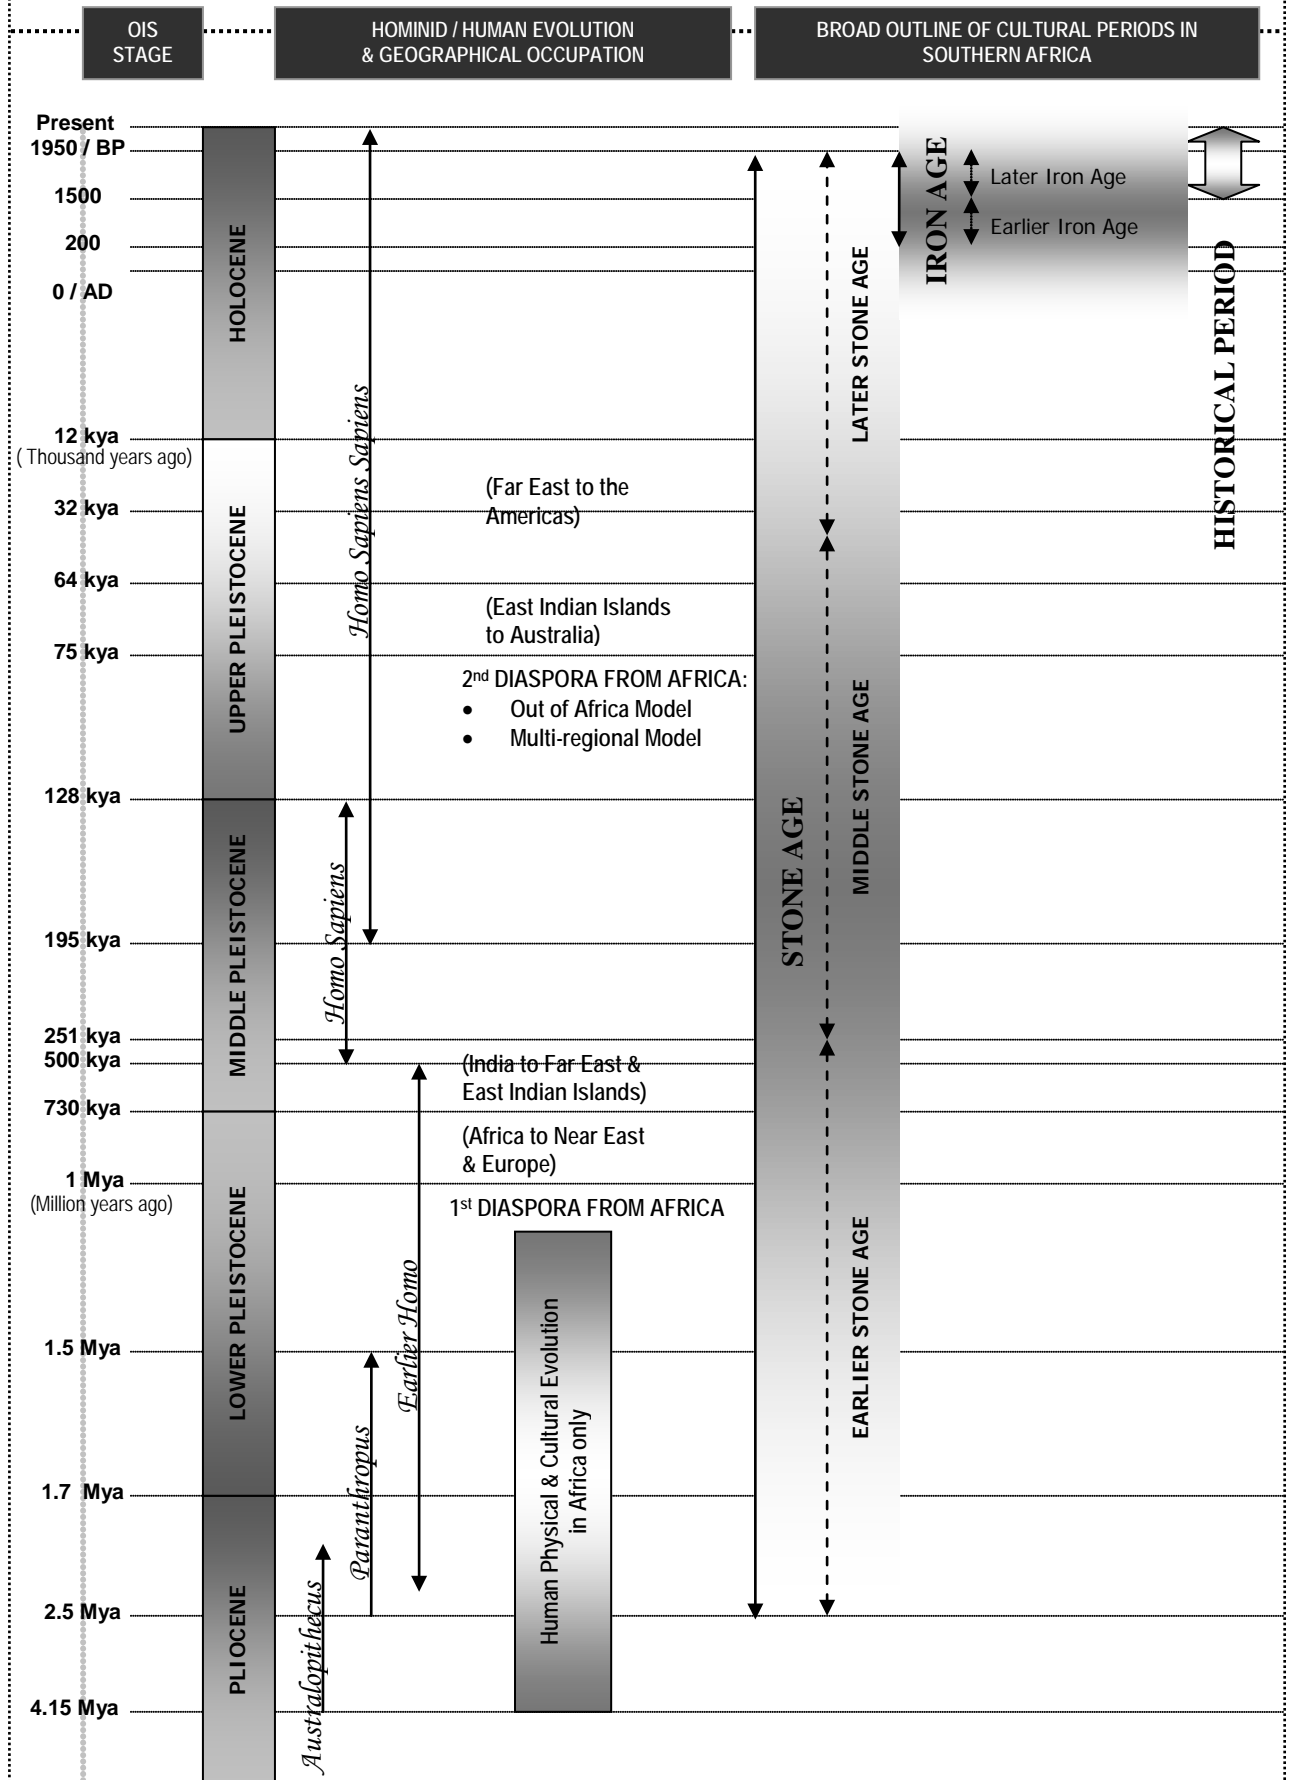 OIS
STAGE
HOMINID / HUMAN EVOLUTION
& GEOGRAPHICAL OCCUPATION
BROAD OUTLINE OF CULTURAL PERIODS IN
SOUTHERN AFRICA
Present
1950 / BP
1500
200
0 / AD
12 kya
( Thousand years ago)
32 kya
64 kya
75 kya
128 kya
195 kya
251 kya
500 kya
730 kya
1 Mya
(Million years ago)
1.5 Mya
1.7 Mya
2.5 Mya
4.15 Mya
HOLOCENE
UPPER PLEISTOCENE
MIDDLE PLEISTOCENE
LOWER PLEISTOCENE
PLIOCENE
Homo Sapiens Sapiens
Homo Sapiens
Earlier Homo
Paranthropus
Australopithecus
(Far East to the
Americas)
(East Indian Islands
to Australia)
2nd DIASPORA FROM AFRICA:
• Out of Africa Model
• Multi-regional Model
(India to Far East &
East Indian Islands)
(Africa to Near East
& Europe)
1st DIASPORA FROM AFRICA
Human Physical & Cultural Evolution
in Africa only
STONE AGE
LATER STONE AGE
MIDDLE STONE AGE
EARLIER STONE AGE
IRON AGE
Later Iron Age
Earlier Iron Age
HISTORICAL PERIOD